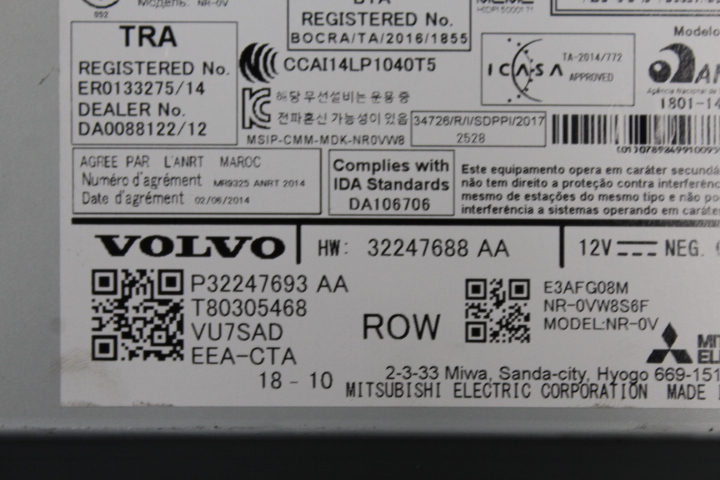 Модель: NR-0V
052
TRA
REGISTERED No.
ER0133275/14
DEALER No.
DA0088122/12
REGISTERED No.
BOCRA/TA/2016/1855
CCAI14LP1040T5
해당 무선설비는 운용 중
전파혼신 가능성이 있음
MSIP-CMM-MDK-NR0VW8
34726/R/I/SDPPI/2017
2528
ICASA
TA-2014/772
APPROVED
Modelo
1801-14
AGREE PAR L'ANRT MAROC
Numéro d'agrément MR9325 ANRT 2014
Date d'agrément 02/06/2014
Complies with
IDA Standards
DA106706
Este equipamento opera em caráter secundá
não tem direito a proteção contra interferênc
mesmo de estações do mesmo tipo e não po
interferência a sistemas operando em caráte
VOLVO
HW: 32247688 AA
12V NEG.
P32247693 AA
T80305468
VU7SAD
EEA-CTA
18-10
ROW
E3AFG08M
NR-0VW8S6F
MODEL:NR-0V
MIT
ELE
2-3-33 Miwa, Sanda-city, Hyogo 669-151
MITSUBISHI ELECTRIC CORPORATION MADE